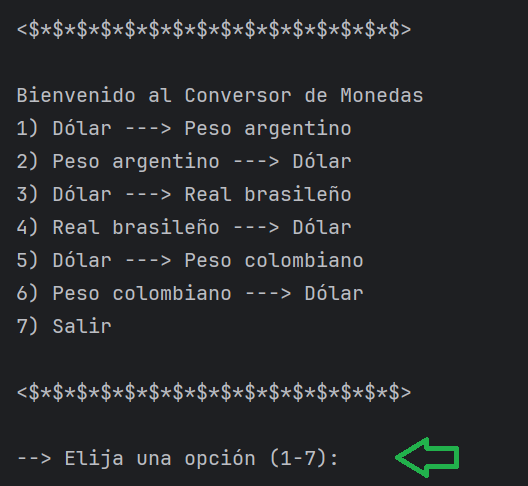 <$*$*$*$*$*$*$*$*$*$*$*$*$*$*$*$>
Bienvenido al Conversor de Monedas
1) Dólar ---> Peso argentino
2) Peso argentino ---> Dólar
3) Dólar ---> Real brasileño
4) Real brasileño ---> Dólar
5) Dólar ---> Peso colombiano
6) Peso colombiano ---> Dólar
7) Salir
<$*$*$*$*$*$*$*$*$*$*$*$*$*$*$*$>
--> Elija una opción (1-7):